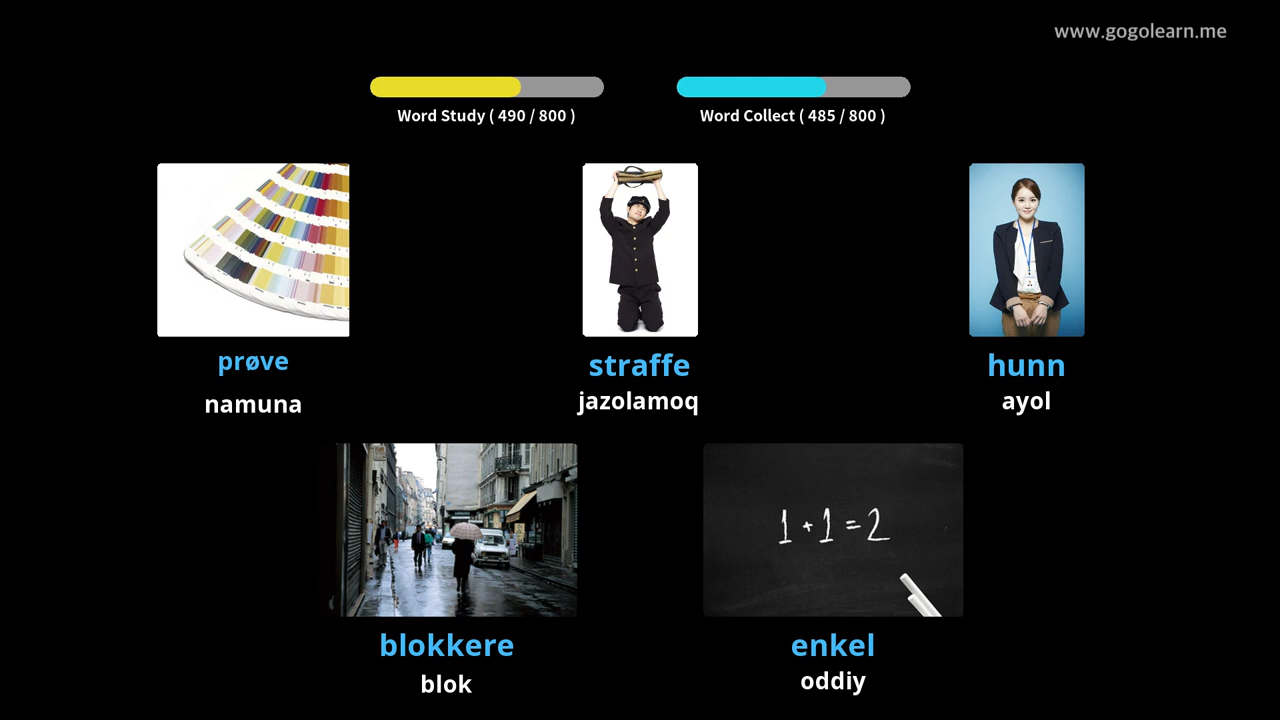 www.gogolearn.me
Word Study ( 490 / 800 )
Word Collect ( 485 / 800 )
prøve
namuna
straffe
jazolamoq
hunn
ayol
blokkere
blok
1 + 1 = 2
enkel
oddiy